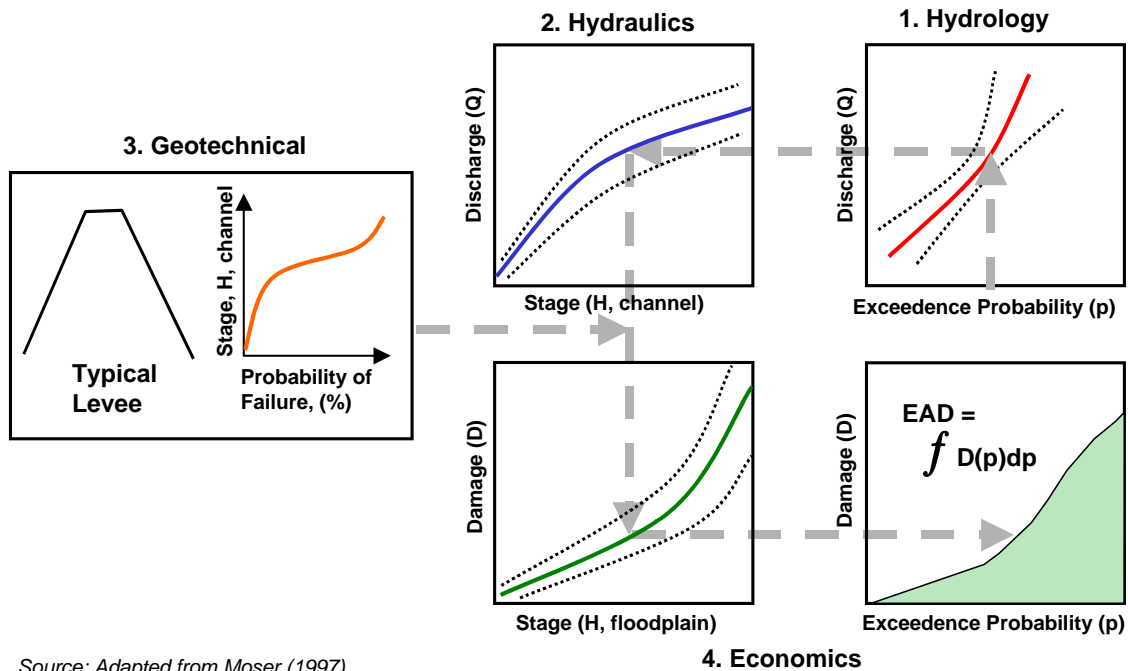 2. Hydraulics
1. Hydrology
Discharge (Q)
Discharge (Q)
3. Geotechnical
Stage, H, channel
Typical
Levee
Probability of
Failure, (%)
Stage (H, channel)
Exceedence Probability (p)
Damage (D)
Damage (D)
EAD =
∫ D(p)dp
Stage (H, floodplain)
Exceedence Probability (p)
4. Economics
Source: Adapted from Moser (1997)